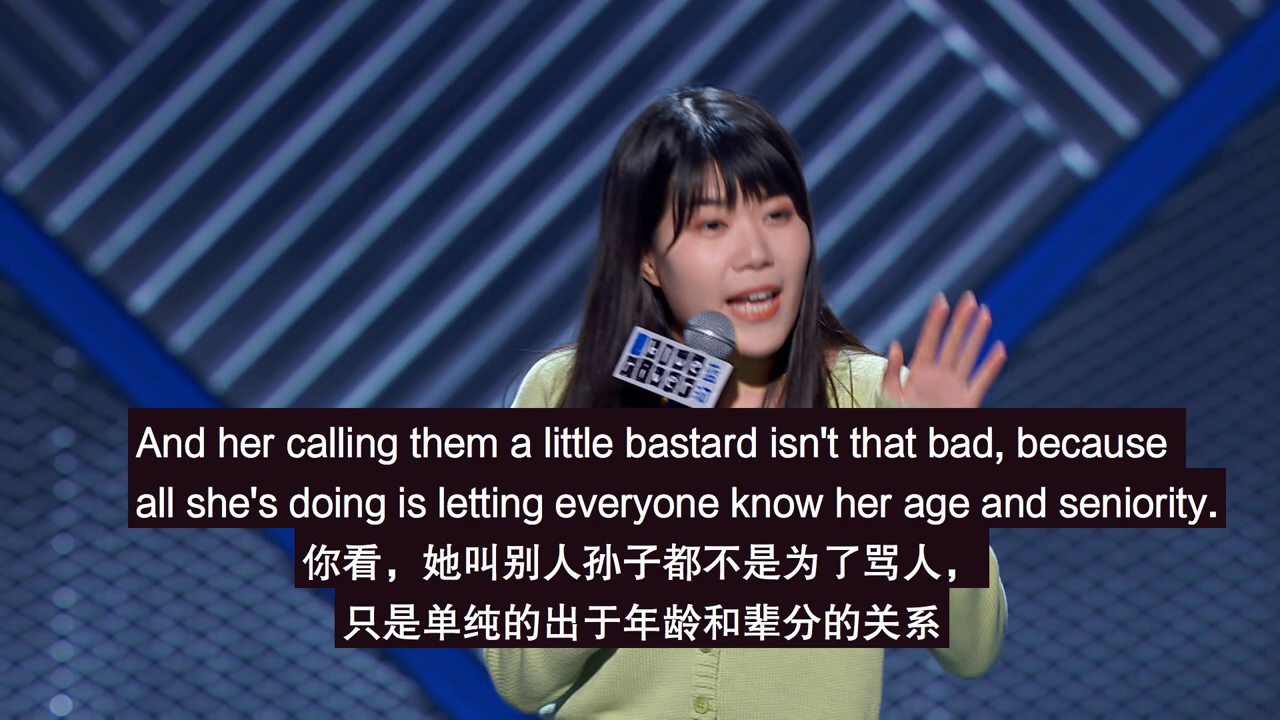 And her calling them a little bastard isn't that bad, because
all she's doing is letting everyone know her age and seniority.
你看，她叫别人孙子都不是为了骂人，
只是单纯的出于年龄和辈分的关系